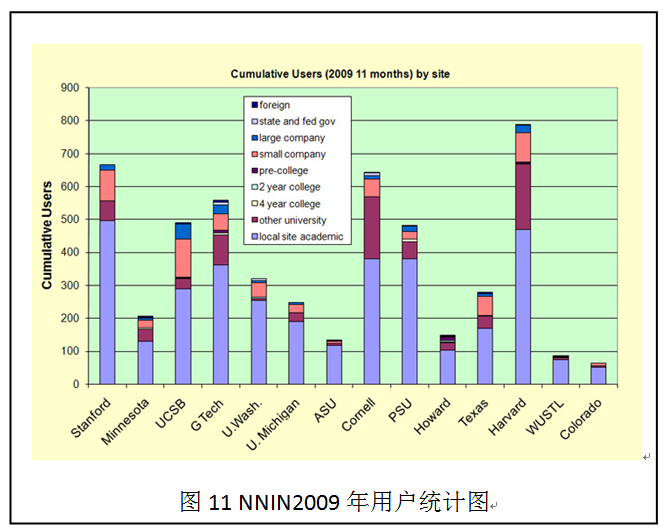 Cumulative Users (2009 11 months) by site
Cumulative Users
900
800
700
600
500
400
300
200
100
0
foreign
state and fed gov
large company
small company
pre-college
2 year college
4 year college
other university
local site academic
Stanford
Minnesota
UCSB
G Tech
U.Wash.
U. Michigan
ASU
Cornell
PSU
Howard
Texas
Harvard
WUSTL
Colorado
图 11 NNIN2009 年用户统计图